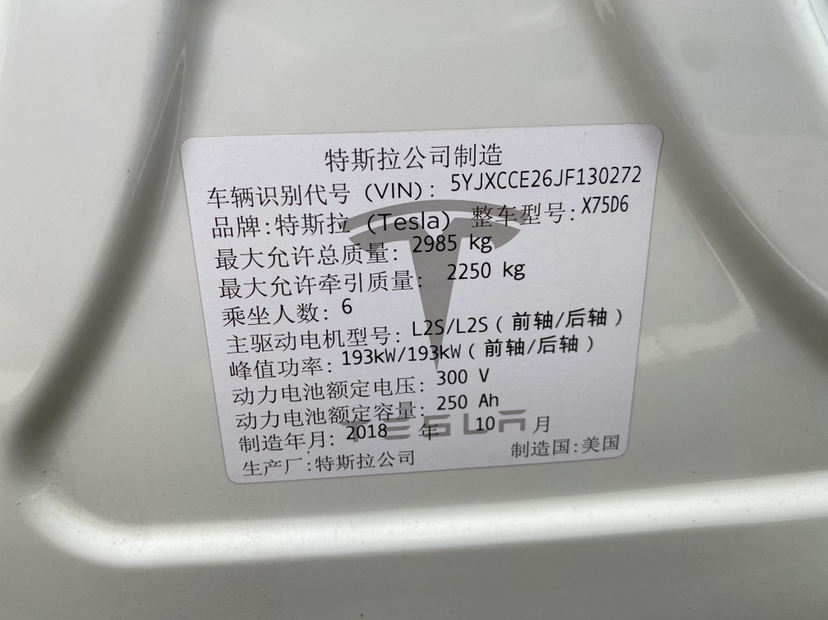 特斯拉公司制造
车辆识别代号 (VIN): 5YJXCCE26JF130272
品牌:特斯拉 (Tesla) 整车型号: X75D6
最大允许总质量: 2985 kg
最大允许牵引质量: 2250 kg
乘坐人数: 6
主驱动电机型号: L2S/L2S (前轴/后轴)
峰值功率: 193kW/193kW (前轴/后轴)
动力电池额定电压: 300 V
动力电池额定容量: 250 Ah
TESLA
制造年月: 2018 年 10 月
生产厂:特斯拉公司 制造国:美国